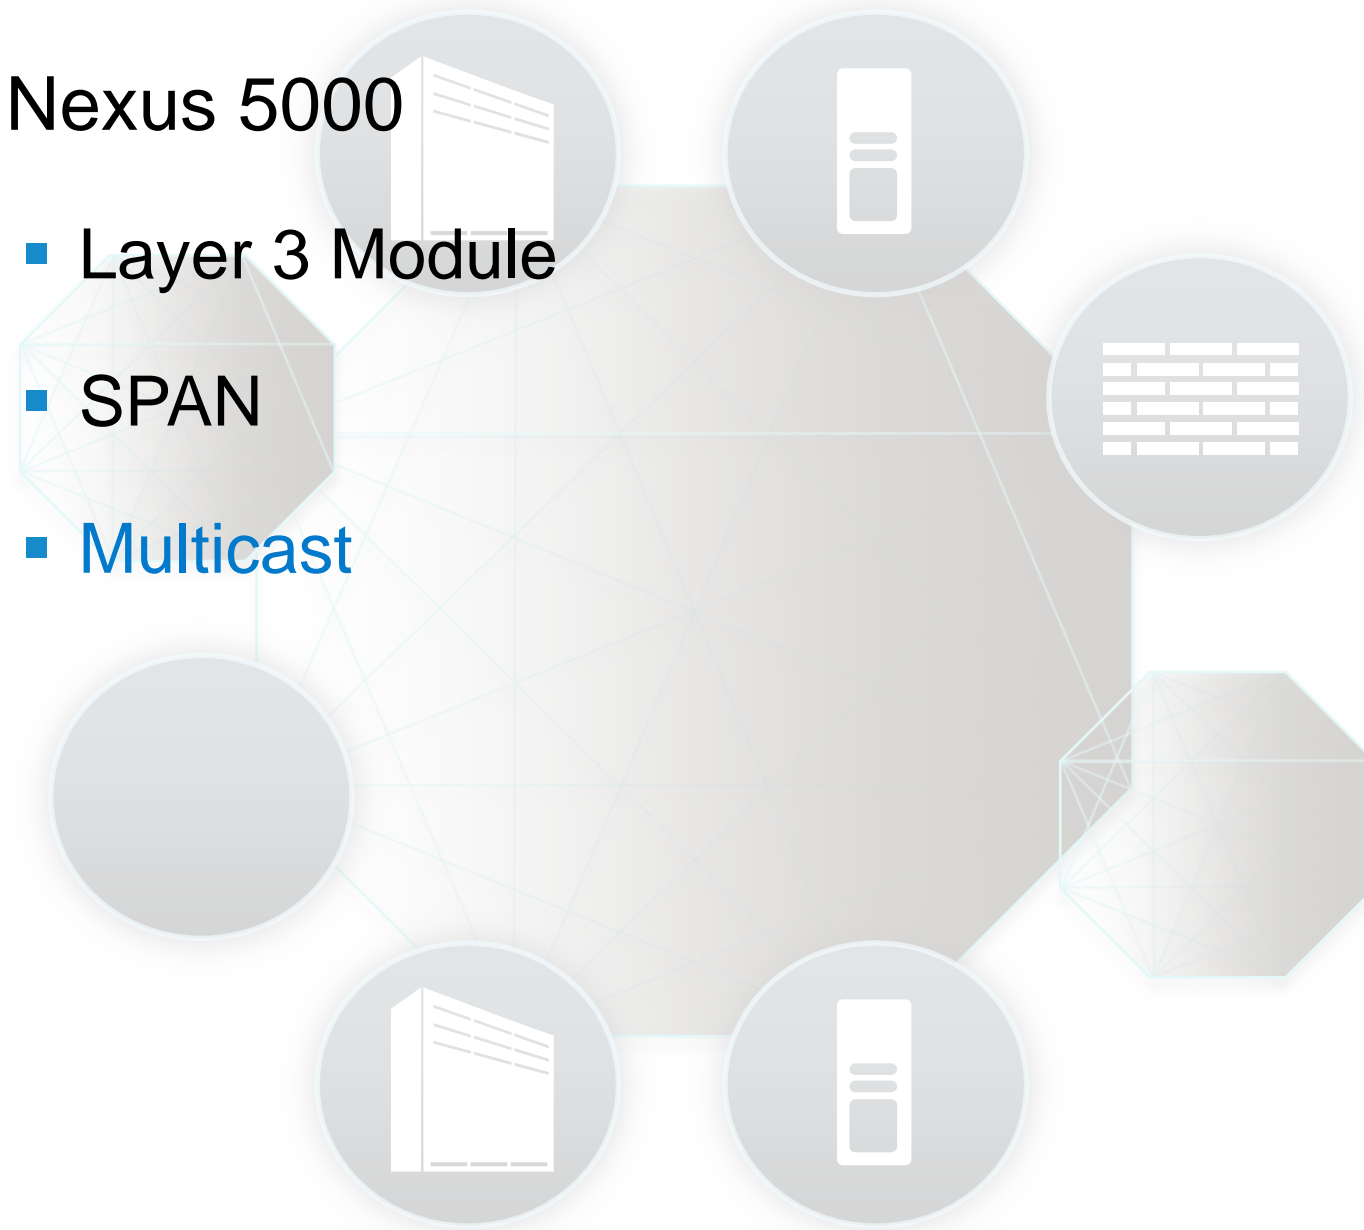 Nexus 5000
▪ Layer 3 Module
▪ SPAN
▪ Multicast